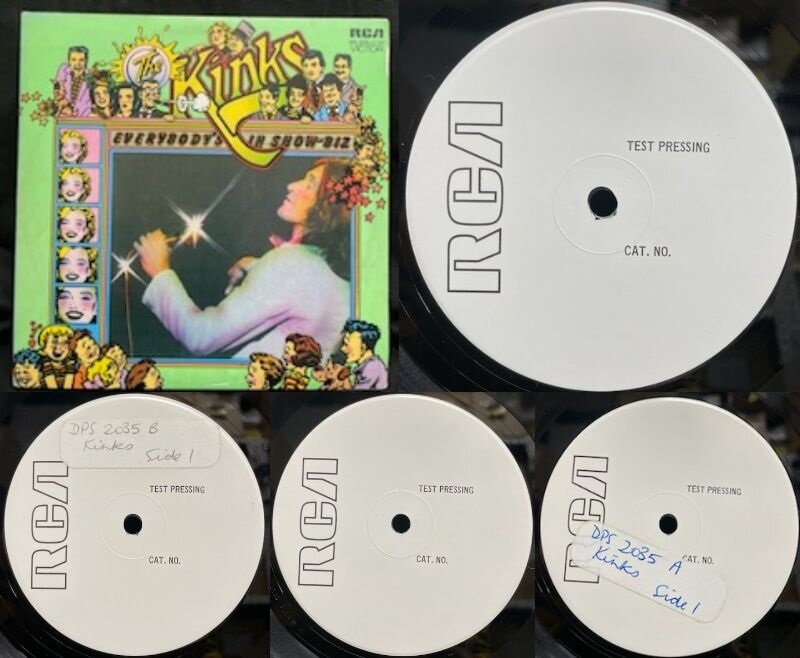 The
Kinks
RCA
VICTOR
EVERYBODY'S IN SHOW-BIZ
RCA
TEST PRESSING
CAT. NO.
DPS 2035 B
Kinks
Side 1
RCA
TEST PRESSING
CAT. NO.
RCA
TEST PRESSING
CAT. NO.
RCA
TEST PRESSING
CAT. NO.
DPS 2035 A
Kinks
Side 1